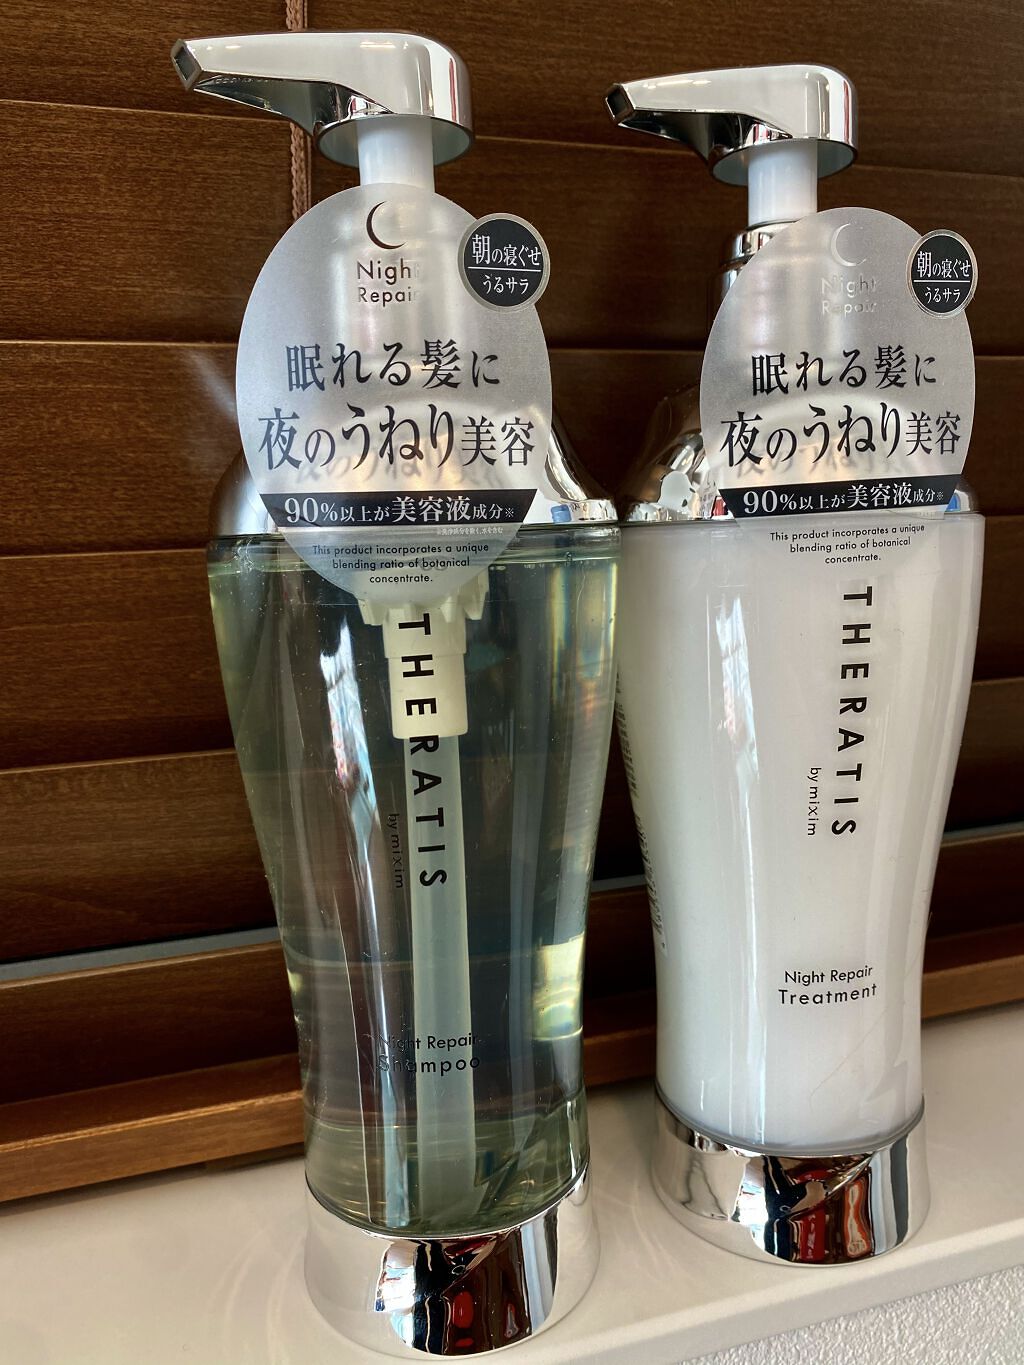 Night
Repair
朝の寝ぐせ
うるサラ
眠れる髪に
夜のうねり美容
90%以上が美容液成分※
This product incorporates a unique
blending ratio of botanical
concentrate.
THERATIS
by mixim
Night Repair
Shampoo
Night
Repair
朝の寝ぐせ
うるサラ
眠れる髪に
夜のうねり美容
90%以上が美容液成分※
This product incorporates a unique
blending ratio of botanical
concentrate.
THERATIS
by mixim
Night Repair
Treatment